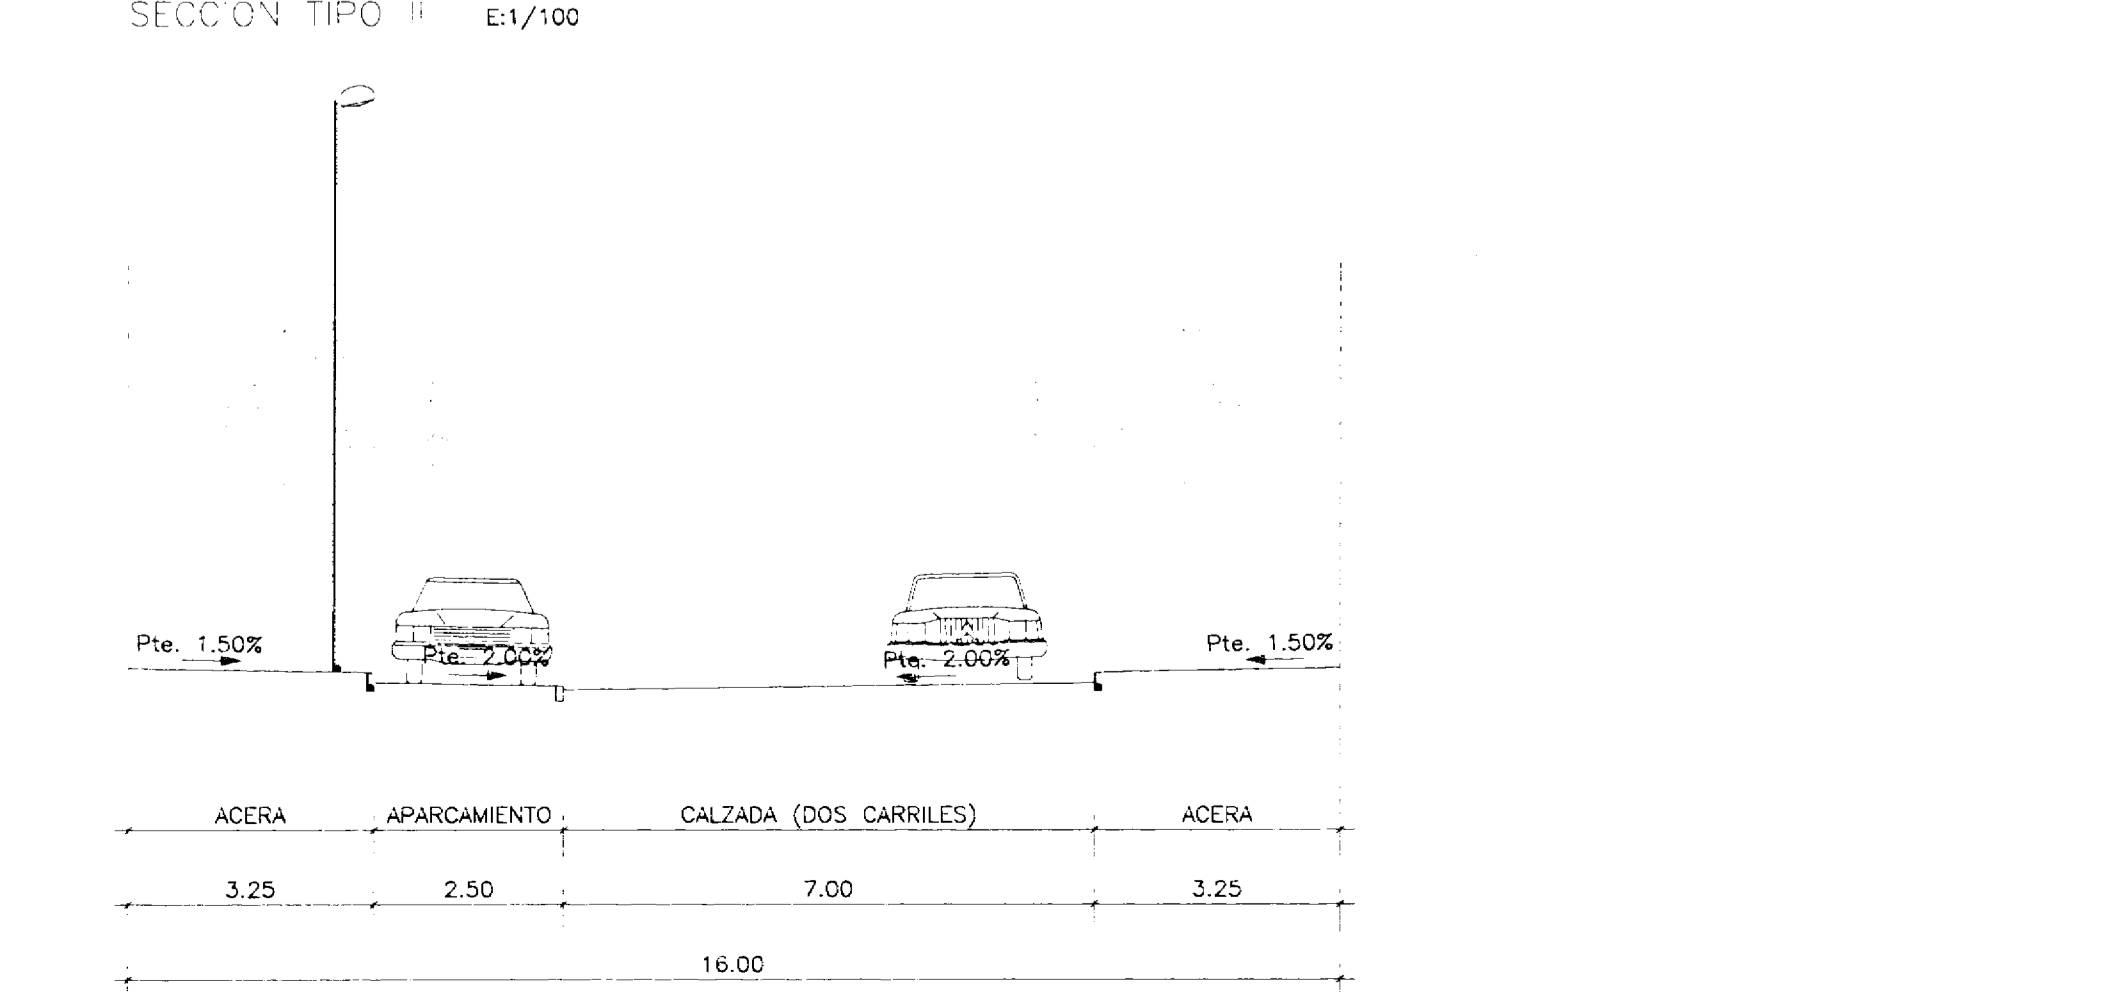 SECCION TIPO II E:1/100
Pte. 1.50%
Pte. 2.00%
Pte. 2.00%
Pte. 1.50%
ACERA APARCAMIENTO CALZADA (DOS CARRILES) ACERA
3.25 2.50 7.00 3.25
16.00